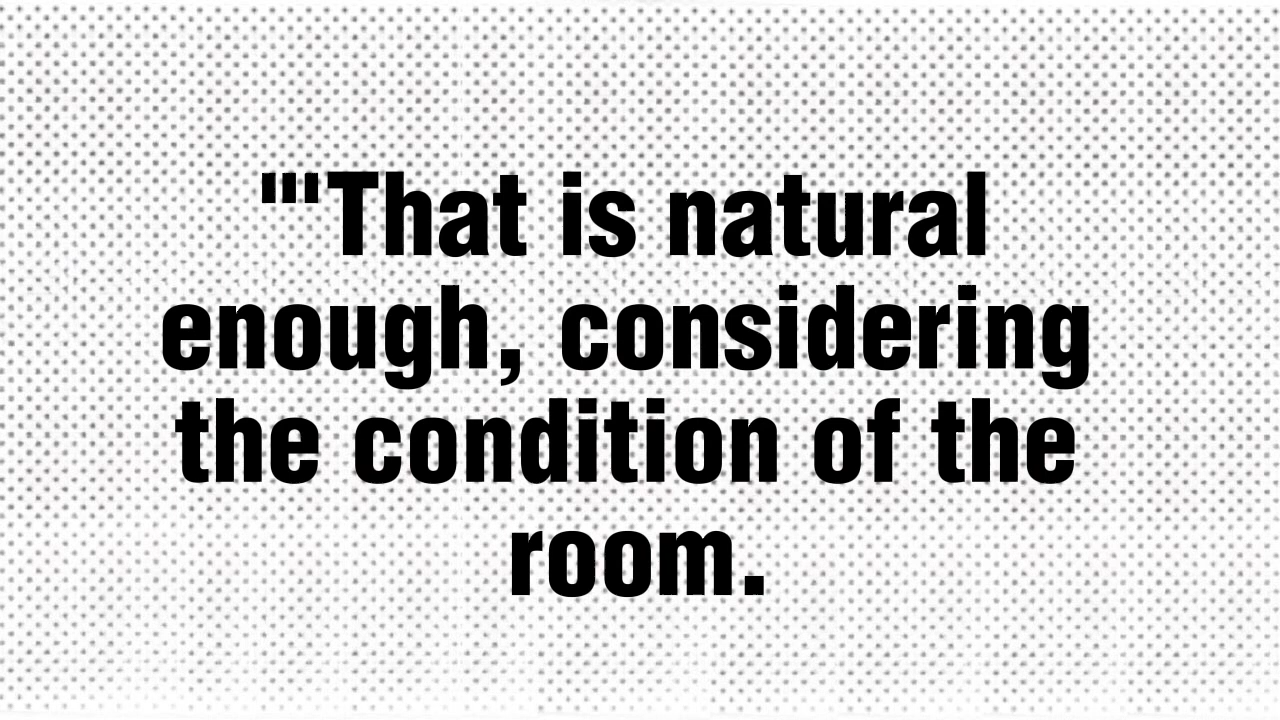 "'That is natural
enough, considering
the condition of the
room.